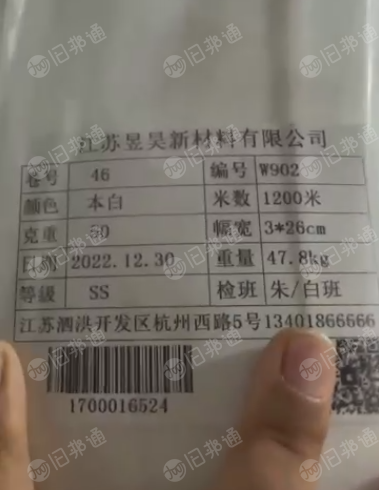 江苏昱昊新材料有限公司
卷号 46 编号 W902
颜色 本白 米数 1200米
克重 50 幅宽 3*26cm
日期 2022.12.30 重量 47.8kg
等级 SS 检班 朱/白班
江苏泗洪开发区杭州西路5号13401866666
1700016524
旧弗通